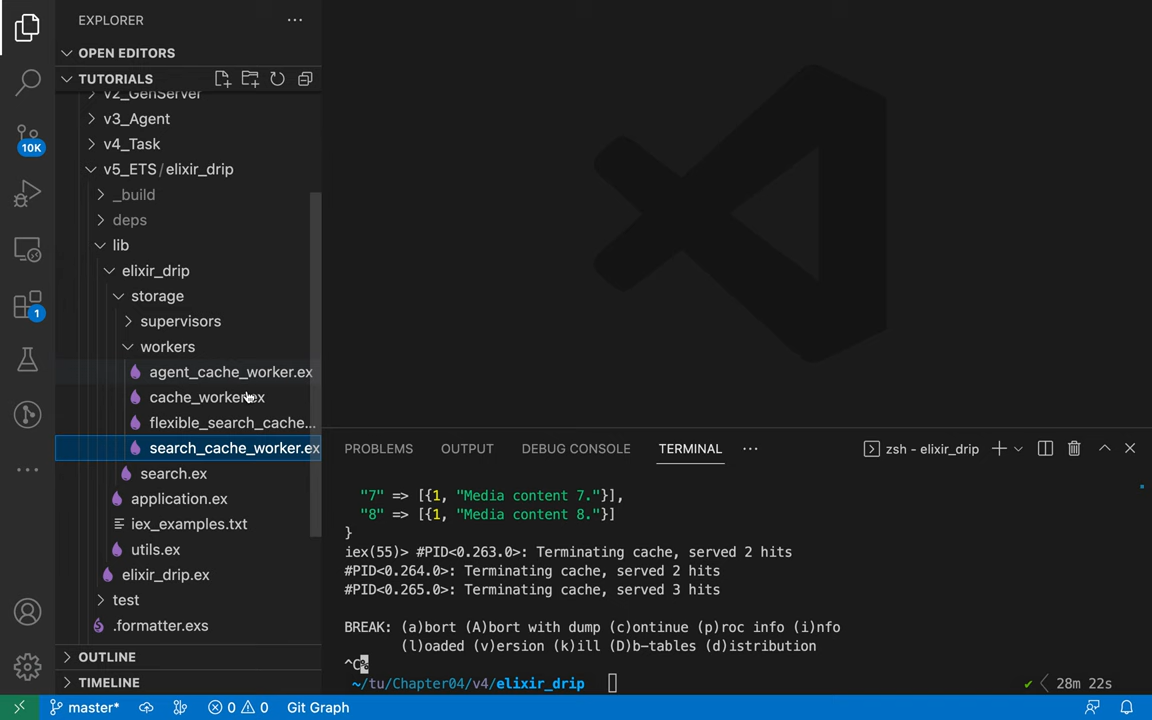 EXPLORER
OPEN EDITORS
TUTORIALS
v2_GenServer
v3_Agent
v4_Task
v5_ETS / elixir_drip
_build
deps
lib
elixir_drip
storage
supervisors
workers
agent_cache_worker.ex
cache_worker.ex
flexible_search_cache...
search_cache_worker.ex
search.ex
application.ex
iex_examples.txt
utils.ex
elixir_drip.ex
test
.formatter.exs
OUTLINE
TIMELINE
10K
1
PROBLEMS OUTPUT DEBUG CONSOLE TERMINAL ··· zsh - elixir_drip
"7" => [{1, "Media content 7."}],
"8" => [{1, "Media content 8."}]
}
iex(55)> #PID<0.263.0>: Terminating cache, served 2 hits
#PID<0.264.0>: Terminating cache, served 2 hits
#PID<0.265.0>: Terminating cache, served 3 hits
BREAK: (a)bort (A)bort with dump (c)ontinue (p)roc info (i)nfo
(l)oaded (v)ersion (k)ill (D)b-tables (d)istribution
^C%
~/tu/Chapter04/v4/elixir_drip ✓ 28m 22s
master* 0 0 Git Graph